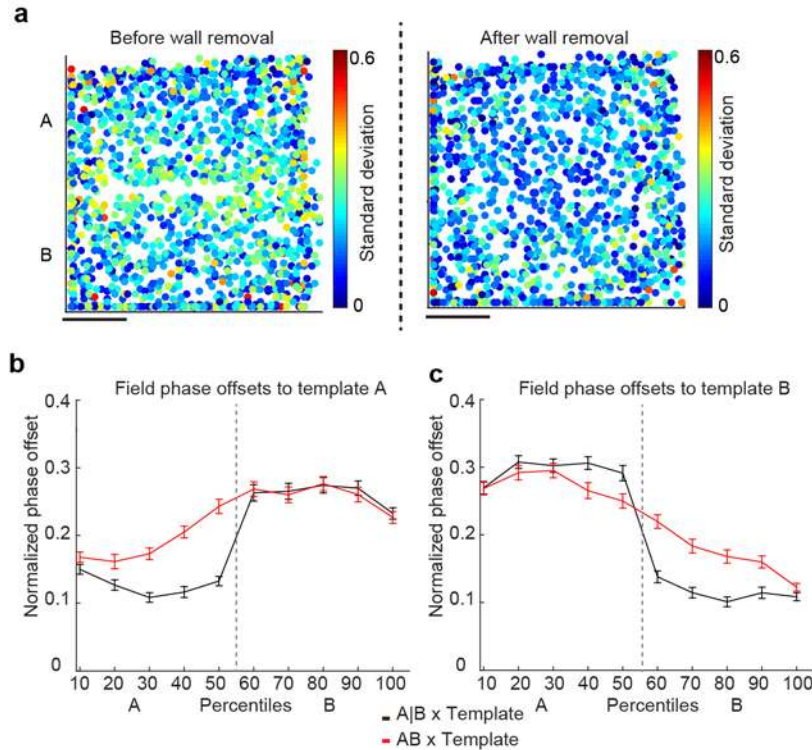 a
Before wall removal
After wall removal
0.6
0.6
A
B
Standard deviation
Standard deviation
0
0
b
c
Field phase offsets to template A
Field phase offsets to template B
0.4
0.3
0.2
0.1
0
Normalized phase offset
0.4
0.3
0.2
0.1
0
Normalized phase offset
10 20 30 40 50 60 70 80 90 100
10 20 30 40 50 60 70 80 90 100
A Percentiles B
A Percentiles B
A|B x Template
AB x Template